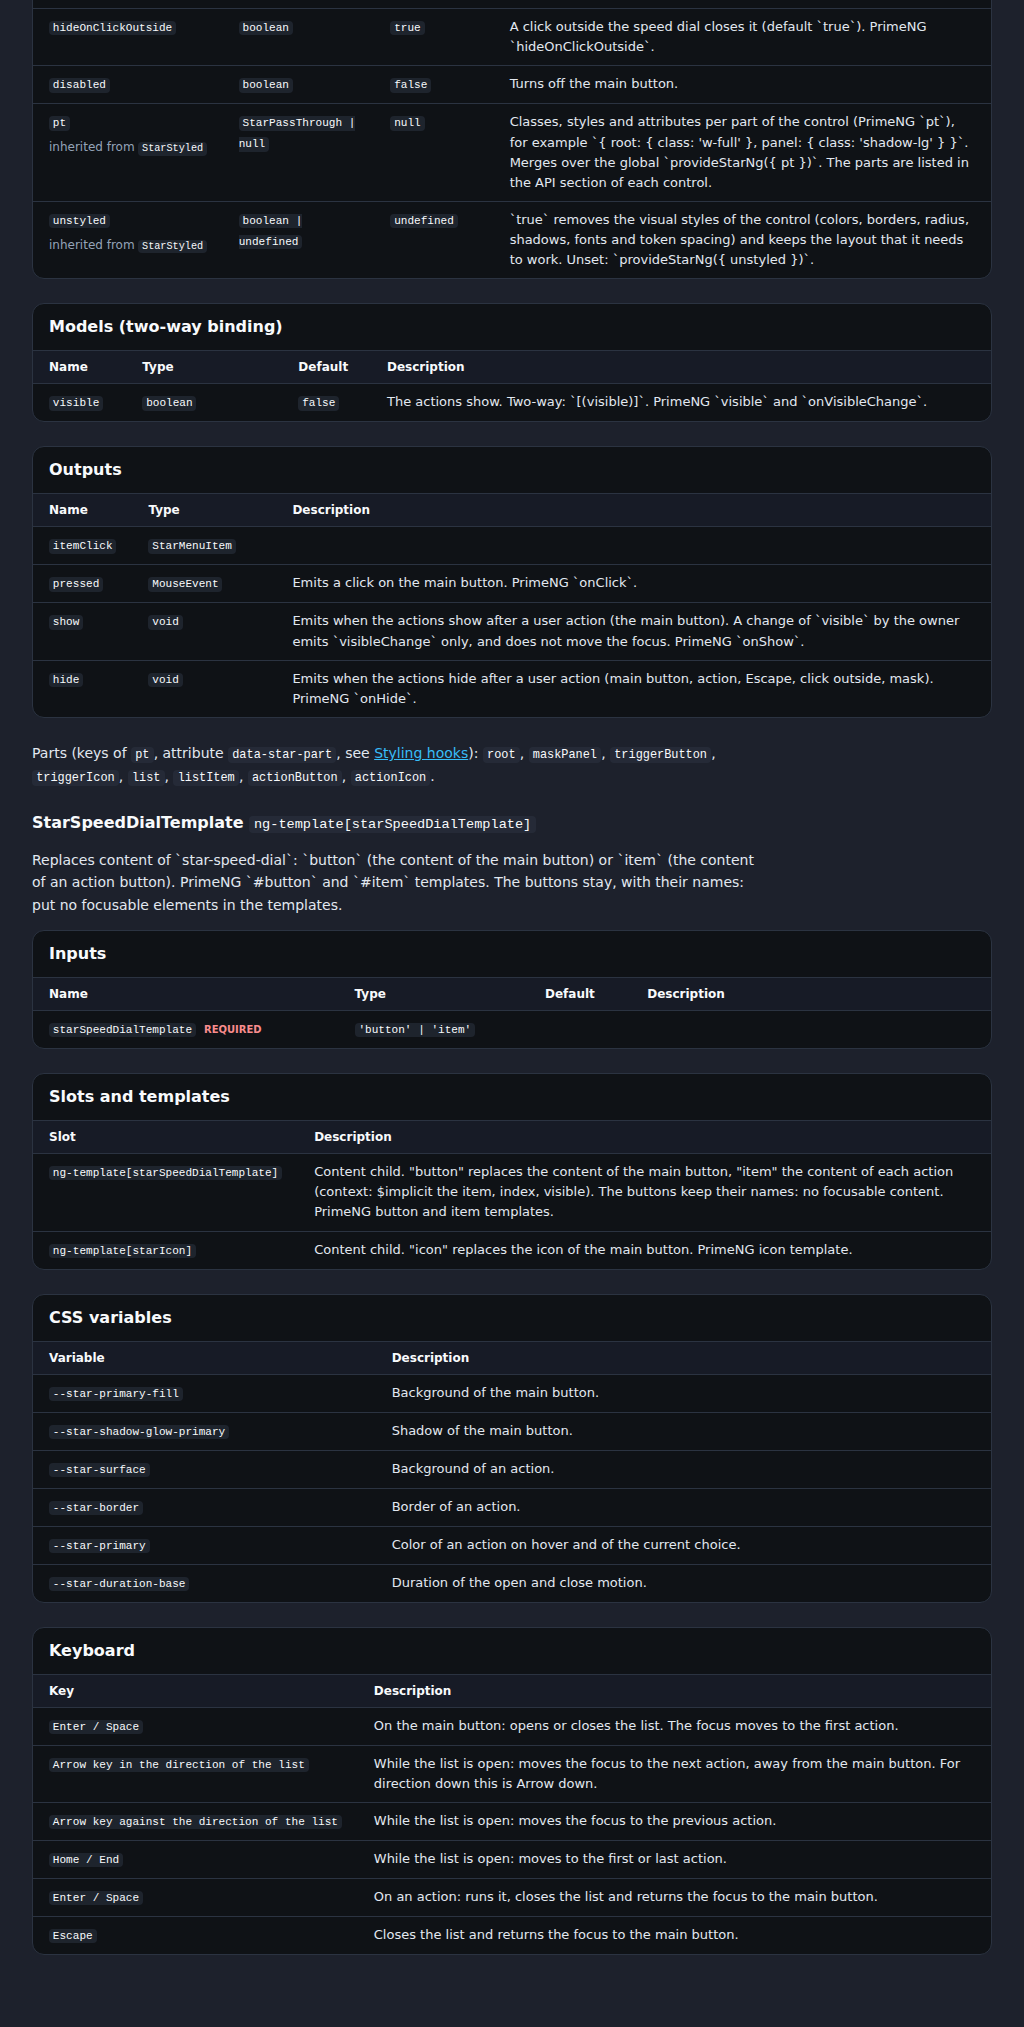 hideOnClickOutside boolean true A click outside the speed dial closes it (default `true`). PrimeNG
`hideOnClickOutside`.
disabled boolean false Turns off the main button.
pt StarPassThrough | null Classes, styles and attributes per part of the control (PrimeNG `pt`),
inherited from StarStyled null for example `{ root: { class: 'w-full' }, panel: { class: 'shadow-lg' } }`.
Merges over the global `provideStarNg({ pt })`. The parts are listed in
the API section of each control.
unstyled boolean | undefined `true` removes the visual styles of the control (colors, borders, radius,
inherited from StarStyled undefined shadows, fonts and token spacing) and keeps the layout that it needs
to work. Unset: `provideStarNg({ unstyled })`.
Models (two-way binding)
Name Type Default Description
visible boolean false The actions show. Two-way: `[(visible)]`. PrimeNG `visible` and `onVisibleChange`.
Outputs
Name Type Description
itemClick StarMenuItem
pressed MouseEvent Emits a click on the main button. PrimeNG `onClick`.
show void Emits when the actions show after a user action (the main button). A change of `visible` by the owner
emits `visibleChange` only, and does not move the focus. PrimeNG `onShow`.
hide void Emits when the actions hide after a user action (main button, action, Escape, click outside, mask).
PrimeNG `onHide`.
Parts (keys of pt, attribute data-star-part, see Styling hooks): root, maskPanel, triggerButton,
triggerIcon, list, listItem, actionButton, actionIcon.
StarSpeedDialTemplate ng-template[starSpeedDialTemplate]
Replaces content of `star-speed-dial`: `button` (the content of the main button) or `item` (the content
of an action button). PrimeNG `#button` and `#item` templates. The buttons stay, with their names:
put no focusable elements in the templates.
Inputs
Name Type Default Description
starSpeedDialTemplate REQUIRED 'button' | 'item'
Slots and templates
Slot Description
ng-template[starSpeedDialTemplate] Content child. "button" replaces the content of the main button, "item" the content of each action
(context: $implicit the item, index, visible). The buttons keep their names: no focusable content.
PrimeNG button and item templates.
ng-template[starIcon] Content child. "icon" replaces the icon of the main button. PrimeNG icon template.
CSS variables
Variable Description
--star-primary-fill Background of the main button.
--star-shadow-glow-primary Shadow of the main button.
--star-surface Background of an action.
--star-border Border of an action.
--star-primary Color of an action on hover and of the current choice.
--star-duration-base Duration of the open and close motion.
Keyboard
Key Description
Enter / Space On the main button: opens or closes the list. The focus moves to the first action.
Arrow key in the direction of the list While the list is open: moves the focus to the next action, away from the main button. For
direction down this is Arrow down.
Arrow key against the direction of the list While the list is open: moves the focus to the previous action.
Home / End While the list is open: moves to the first or last action.
Enter / Space On an action: runs it, closes the list and returns the focus to the main button.
Escape Closes the list and returns the focus to the main button.